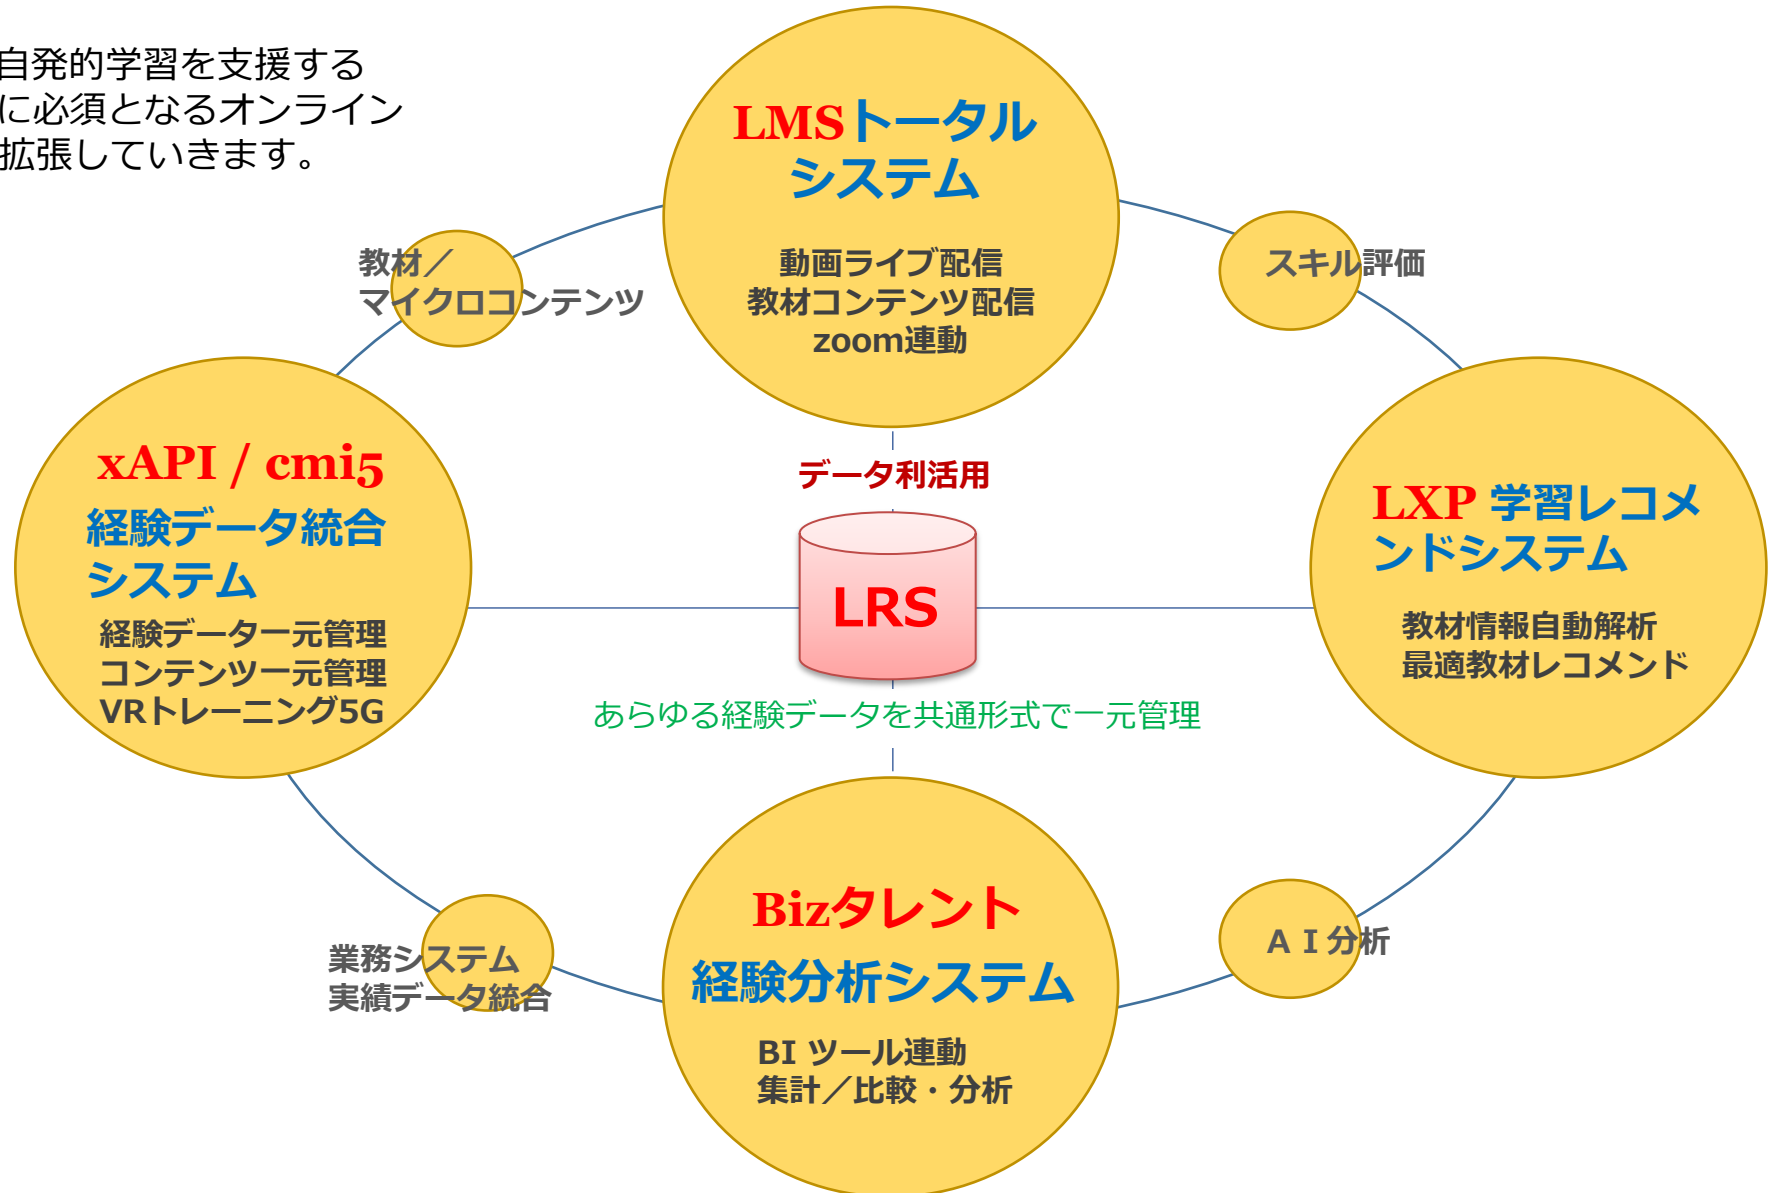 自発的学習を支援する
に必須となるオンライン
拡張していきます。
LMSトータル
システム
動画ライブ配信
教材コンテンツ配信
zoom連動
教材／
マイクロコンテンツ
スキル評価
xAPI / cmi5
経験データ統合
システム
経験データ一元管理
コンテンツ一元管理
VRトレーニング5G
データ利活用
LRS
あらゆる経験データを共通形式で一元管理
LXP 学習レコメ
ンドシステム
教材情報自動解析
最適教材レコメンド
業務システム
実績データ統合
Bizタレント
経験分析システム
BI ツール連動
集計／比較・分析
ＡＩ分析